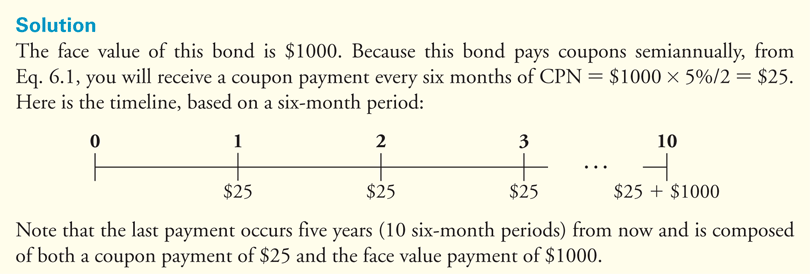 Solution
The face value of this bond is $1000. Because this bond pays coupons semiannually, from
Eq. 6.1, you will receive a coupon payment every six months of CPN = $1000 × 5%/2 = $25.
Here is the timeline, based on a six-month period:
0 1 2 3 10
...
$25 $25 $25 $25 + $1000
Note that the last payment occurs five years (10 six-month periods) from now and is composed
of both a coupon payment of $25 and the face value payment of $1000.